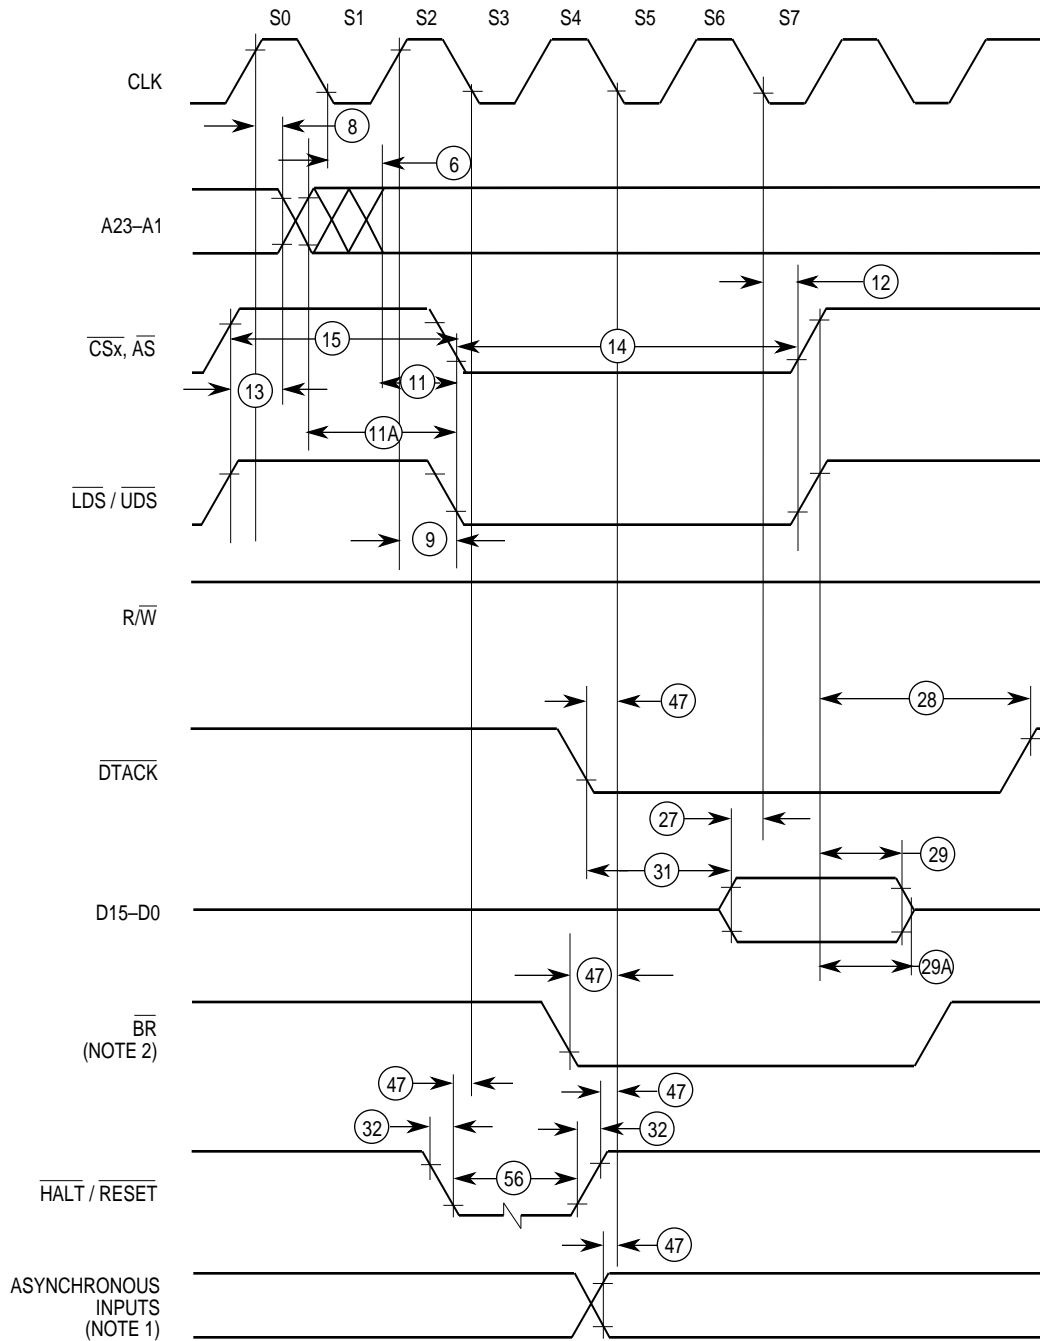 S0 S1 S2 S3 S4 S5 S6 S7
CLK
8
6
A23–A1
12
CSx, AS
15
14
13
11
11A
LDS / UDS
9
R/W
47
28
DTACK
27
29
31
D15–D0
47
29A
BR
(NOTE 2)
47
47
32
32
56
HALT / RESET
47
ASYNCHRONOUS
INPUTS
(NOTE 1)